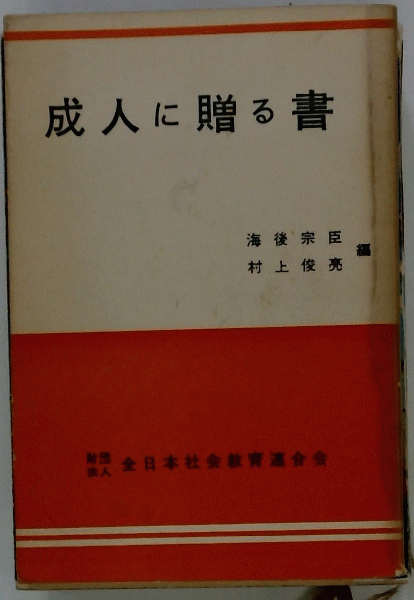 成人に贈る書
海後宗臣
村上俊亮
編
財団
法人
全日本社会教育連合会